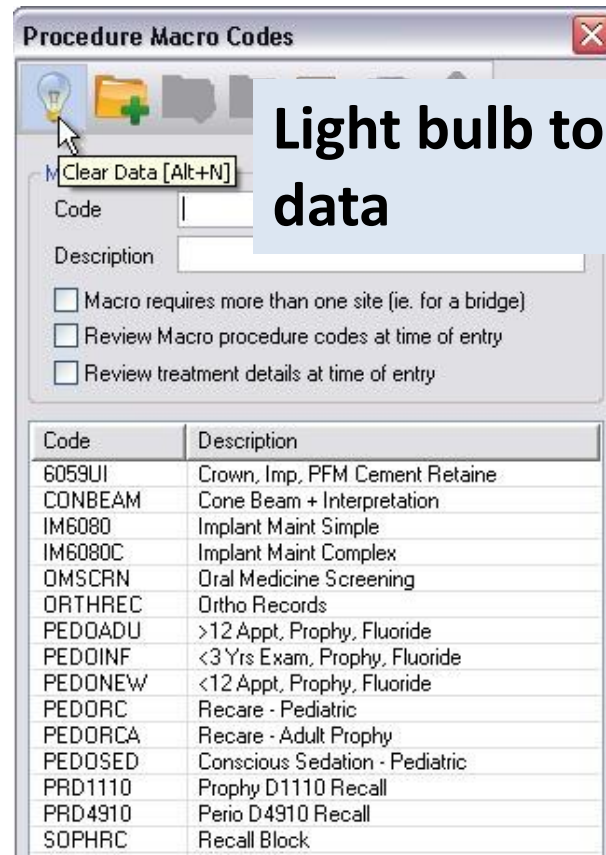 Procedure Macro Codes
Light bulb to
data
Clear Data [Alt+N]
Code
Description
Macro requires more than one site (ie. for a bridge)
Review Macro procedure codes at time of entry
Review treatment details at time of entry
Code Description
6059UI Crown, Imp, PFM Cement Retaine
CONBEAM Cone Beam + Interpretation
IM6080 Implant Maint Simple
IM6080C Implant Maint Complex
OMSCRN Oral Medicine Screening
ORTHREC Ortho Records
PEDOADU >12 Appt, Prophy, Fluoride
PEDOINF <3 Yrs Exam, Prophy, Fluoride
PEDONEW <12 Appt, Prophy, Fluoride
PEDORC Recare - Pediatric
PEDORCA Recare - Adult Prophy
PEDOSED Conscious Sedation - Pediatric
PRD1110 Prophy D1110 Recall
PRD4910 Perio D4910 Recall
SOPHRC Recall Block